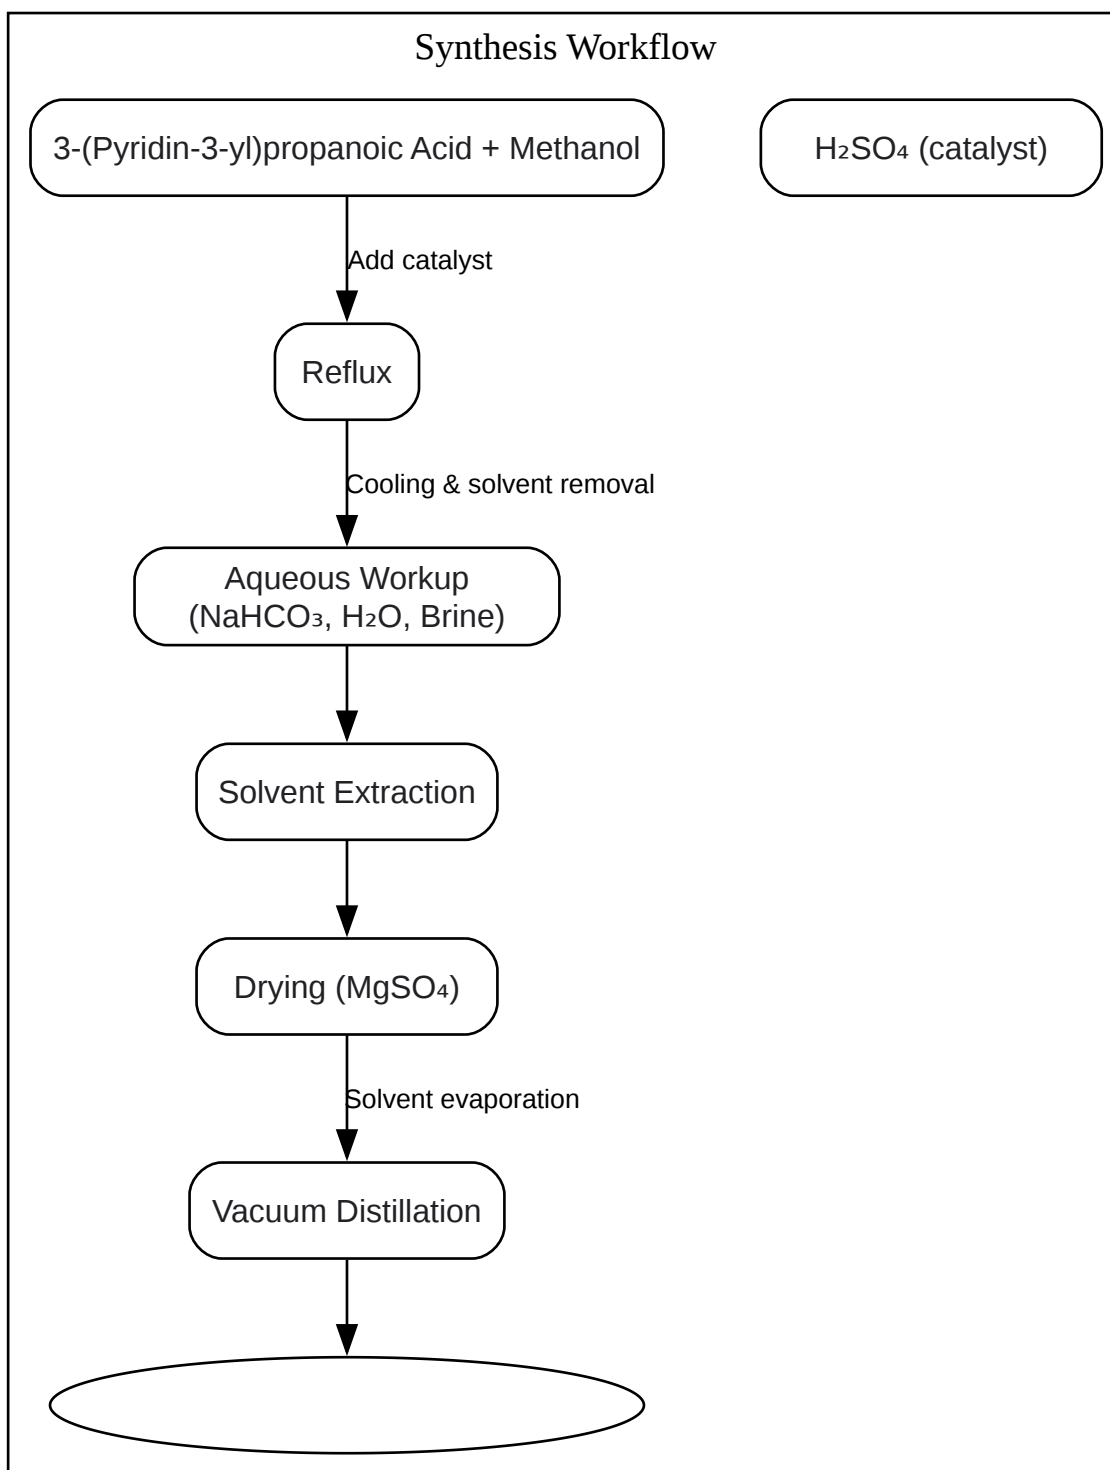 Synthesis Workflow
3-(Pyridin-3-yl)propanoic Acid + Methanol
H₂SO₄ (catalyst)
Add catalyst
Reflux
Cooling & solvent removal
Aqueous Workup
(NaHCO₃, H₂O, Brine)
Solvent Extraction
Drying (MgSO₄)
Solvent evaporation
Vacuum Distillation